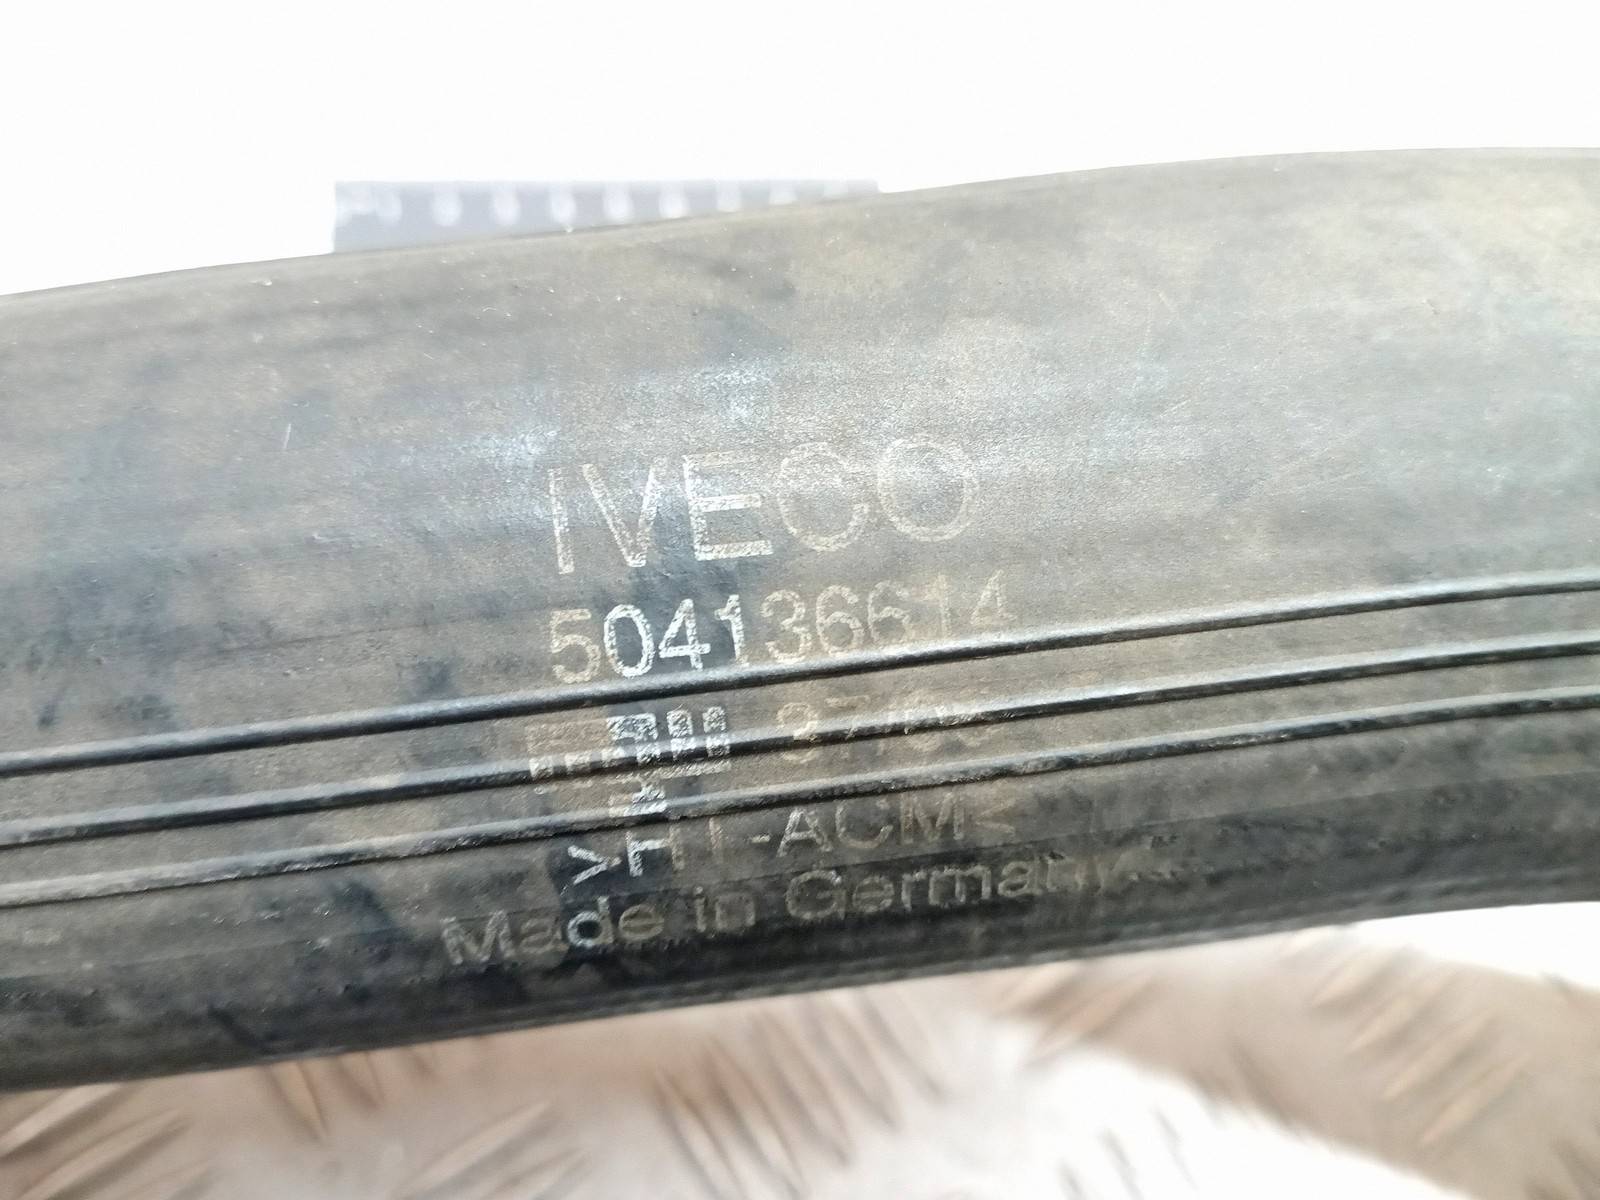 IVECO
504136614
>HT-ACM<
Made in Germany